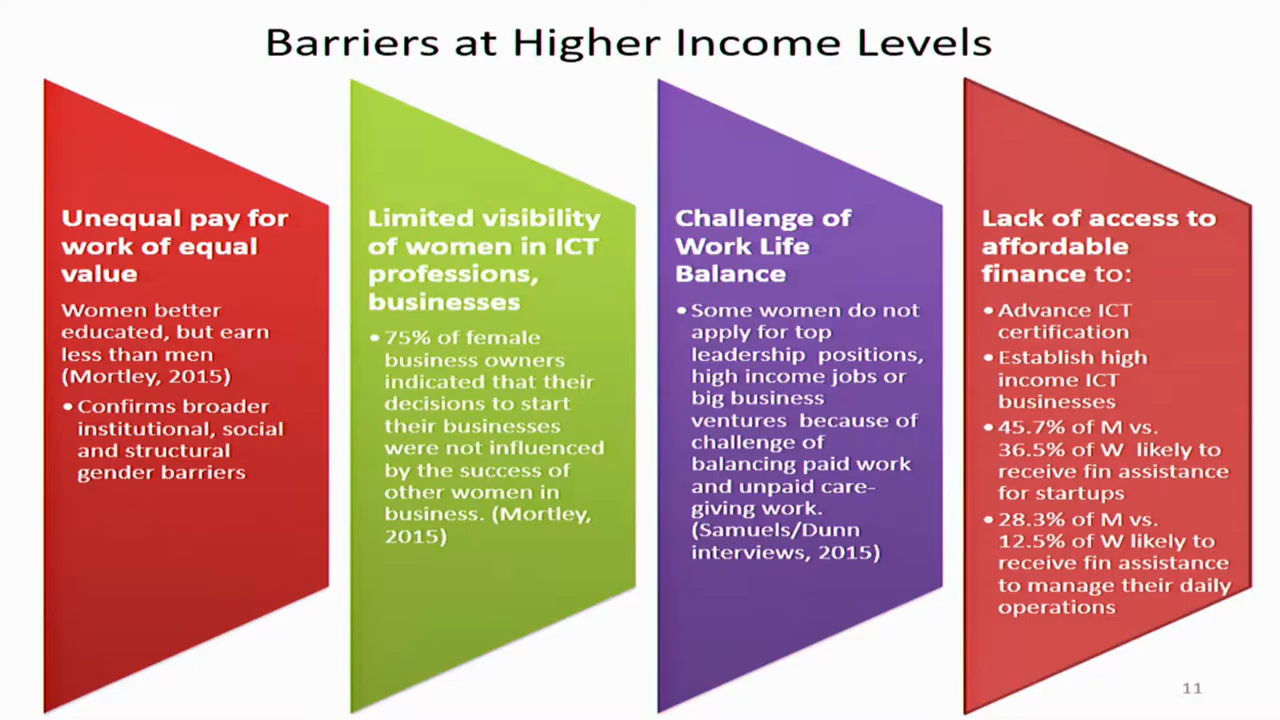 Barriers at Higher Income Levels
Unequal pay for
work of equal
value
Women better
educated, but earn
less than men
(Mortley, 2015)
• Confirms broader
institutional, social
and structural
gender barriers
Limited visibility
of women in ICT
professions,
businesses
• 75% of female
business owners
indicated that their
decisions to start
their businesses
were not influenced
by the success of
other women in
business. (Mortley,
2015)
Challenge of
Work Life
Balance
• Some women do not
apply for top
leadership positions,
high income jobs or
big business
ventures because of
challenge of
balancing paid work
and unpaid care-
giving work.
(Samuels/Dunn
interviews, 2015)
Lack of access to
affordable
finance to:
• Advance ICT
certification
• Establish high
income ICT
businesses
• 45.7% of M vs.
36.5% of W likely to
receive fin assistance
for startups
• 28.3% of M vs.
12.5% of W likely to
receive fin assistance
to manage their daily
operations
11